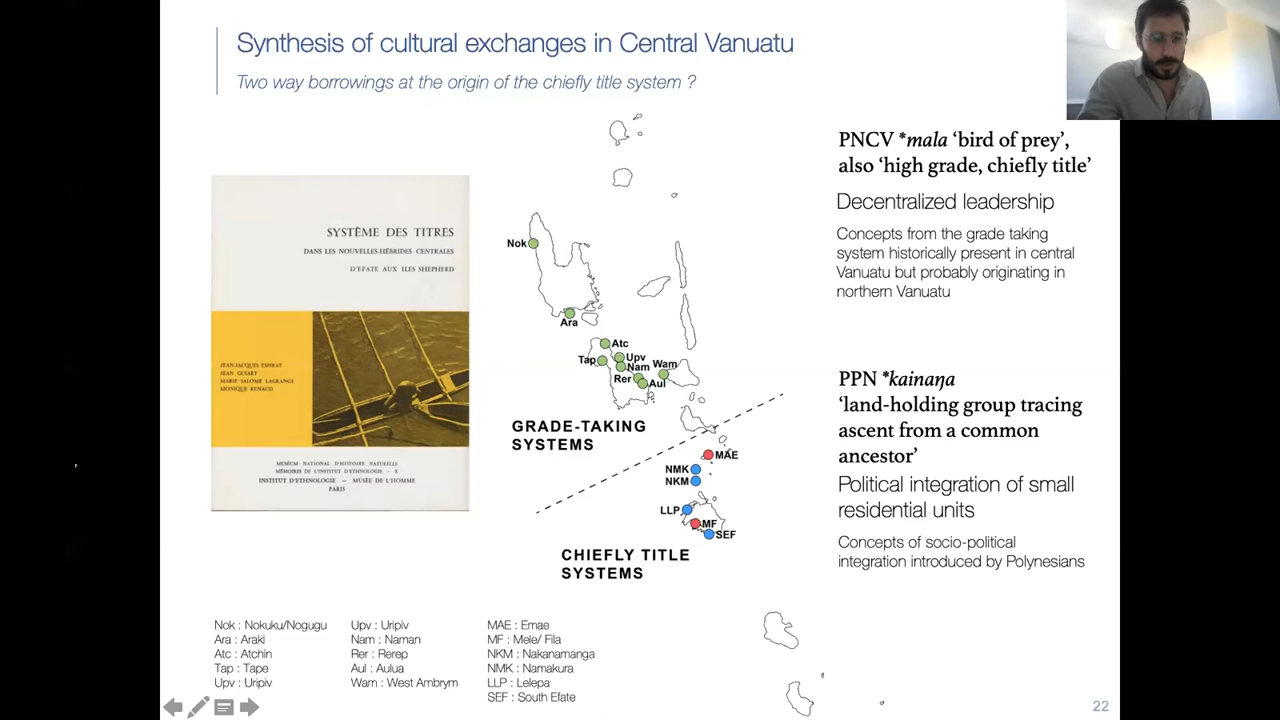 Synthesis of cultural exchanges in Central Vanuatu
Two way borrowings at the origin of the chiefly title system ?
SYSTÈME DES TITRES
DANS LES NOUVELLES-HÉBRIDES CENTRALES
D'EFATE AUX ILES SHEPHERD
JEAN-JACQUES ESPIRAT
JEAN GUIART
MARIE-SALOMÉ LAGRANGE
MONIQUE RENAUD
MUSÉUM NATIONAL D'HISTOIRE NATURELLE
MÉMOIRES DE L'INSTITUT D'ETHNOLOGIE - X
INSTITUT D'ETHNOLOGIE — MUSÉE DE L'HOMME
PARIS
Nok
Ara
Atc
Tap
Upv
Nam
Wam
Rer
Aul
GRADE-TAKING
SYSTEMS
MAE
NMK
NKM
LLP
MF
SEF
CHIEFLY TITLE
SYSTEMS
PNCV *mala ‘bird of prey’,
also ‘high grade, chiefly title’
Decentralized leadership
Concepts from the grade taking
system historically present in central
Vanuatu but probably originating in
northern Vanuatu
PPN *kainaŋa
‘land-holding group tracing
ascent from a common
ancestor’
Political integration of small
residential units
Concepts of socio-political
integration introduced by Polynesians
Nok : Nokuku/Nogugu
Ara : Araki
Atc : Atchin
Tap : Tape
Upv : Uripiv
Upv : Uripiv
Nam : Naman
Rer : Rerep
Aul : Aulua
Wam : West Ambrym
MAE : Emae
MF : Mele/ Fila
NKM : Nakanamanga
NMK : Namakura
LLP : Lelepa
SEF : South Efate
22